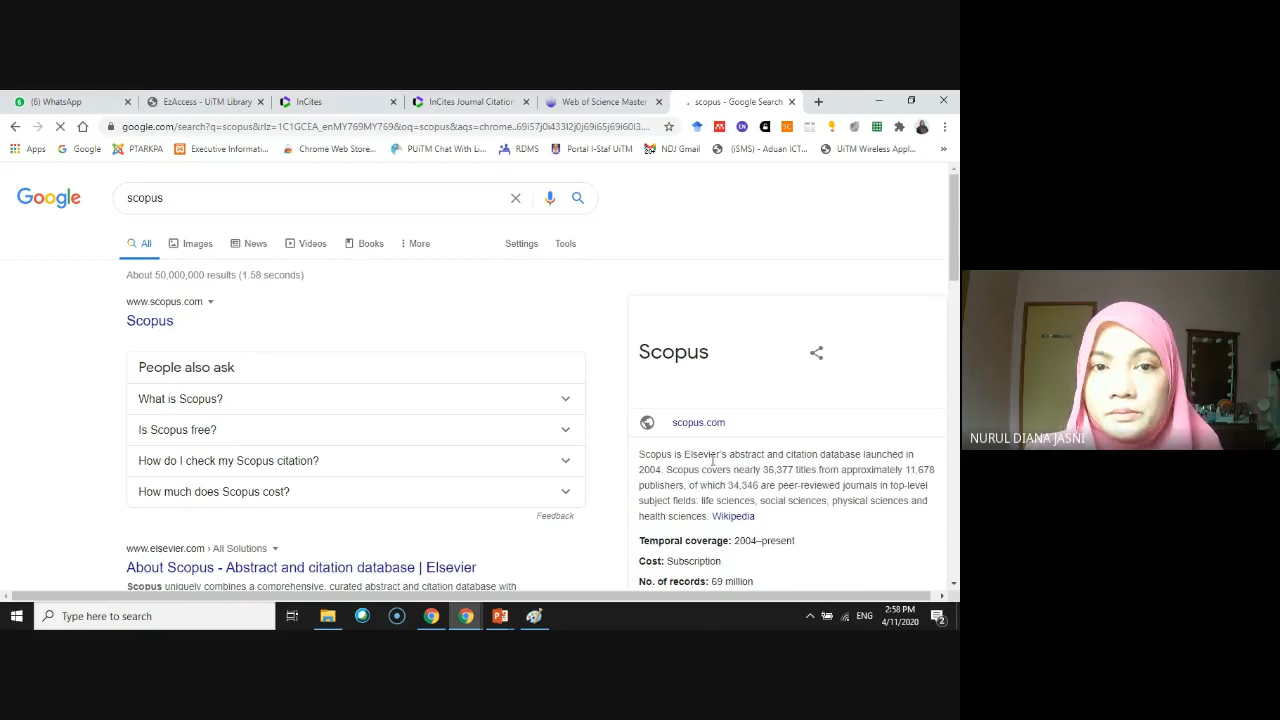 (6) WhatsApp
EzAccess - UiTM Library
InCites
InCites Journal Citation
Web of Science Master
scopus - Google Search
google.com/search?q=scopus&rlz=1C1GCEA_enMY769MY769&oq=scopus&aqs=chrome..69i57j0i433l2j0j69i65j69i60l3....
Apps
Google
PTARKPA
Executive Informati...
Chrome Web Store...
PUiTM Chat With Li...
RDMS
Portal I-Staf UiTM
NDJ Gmail
(iSMS) - Aduan ICT...
UiTM Wireless Appl...
Google
scopus
All
Images
News
Videos
Books
More
Settings
Tools
About 50,000,000 results (1.58 seconds)
www.scopus.com
Scopus
People also ask
What is Scopus?
Is Scopus free?
How do I check my Scopus citation?
How much does Scopus cost?
Feedback
www.elsevier.com › All Solutions
About Scopus - Abstract and citation database | Elsevier
Scopus uniquely combines a comprehensive, curated abstract and citation database with
Scopus
scopus.com
Scopus is Elsevier's abstract and citation database launched in
2004. Scopus covers nearly 36,377 titles from approximately 11,678
publishers, of which 34,346 are peer-reviewed journals in top-level
subject fields: life sciences, social sciences, physical sciences and
health sciences. Wikipedia
Temporal coverage: 2004–present
Cost: Subscription
No. of records: 69 million
NURUL DIANA JASNI
Type here to search
ENG
2:58 PM
4/11/2020
2